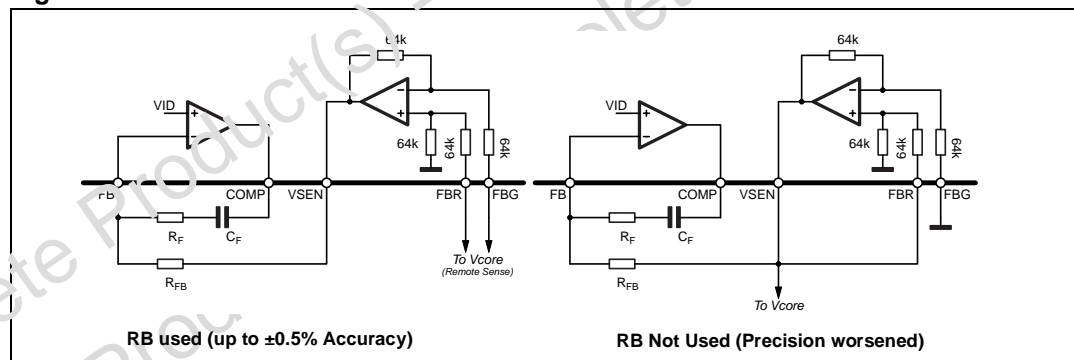 64k
VID
64k
64k
64k
FB
COMP
VSEN
FBR
FBG
RF
CF
RFB
To Vcore
(Remote Sense)
RB used (up to ±0.5% Accuracy)
64k
VID
64k
64k
64k
FB
COMP
VSEN
FBR
FBG
RF
CF
RFB
To Vcore
RB Not Used (Precision worsened)
Product(s)